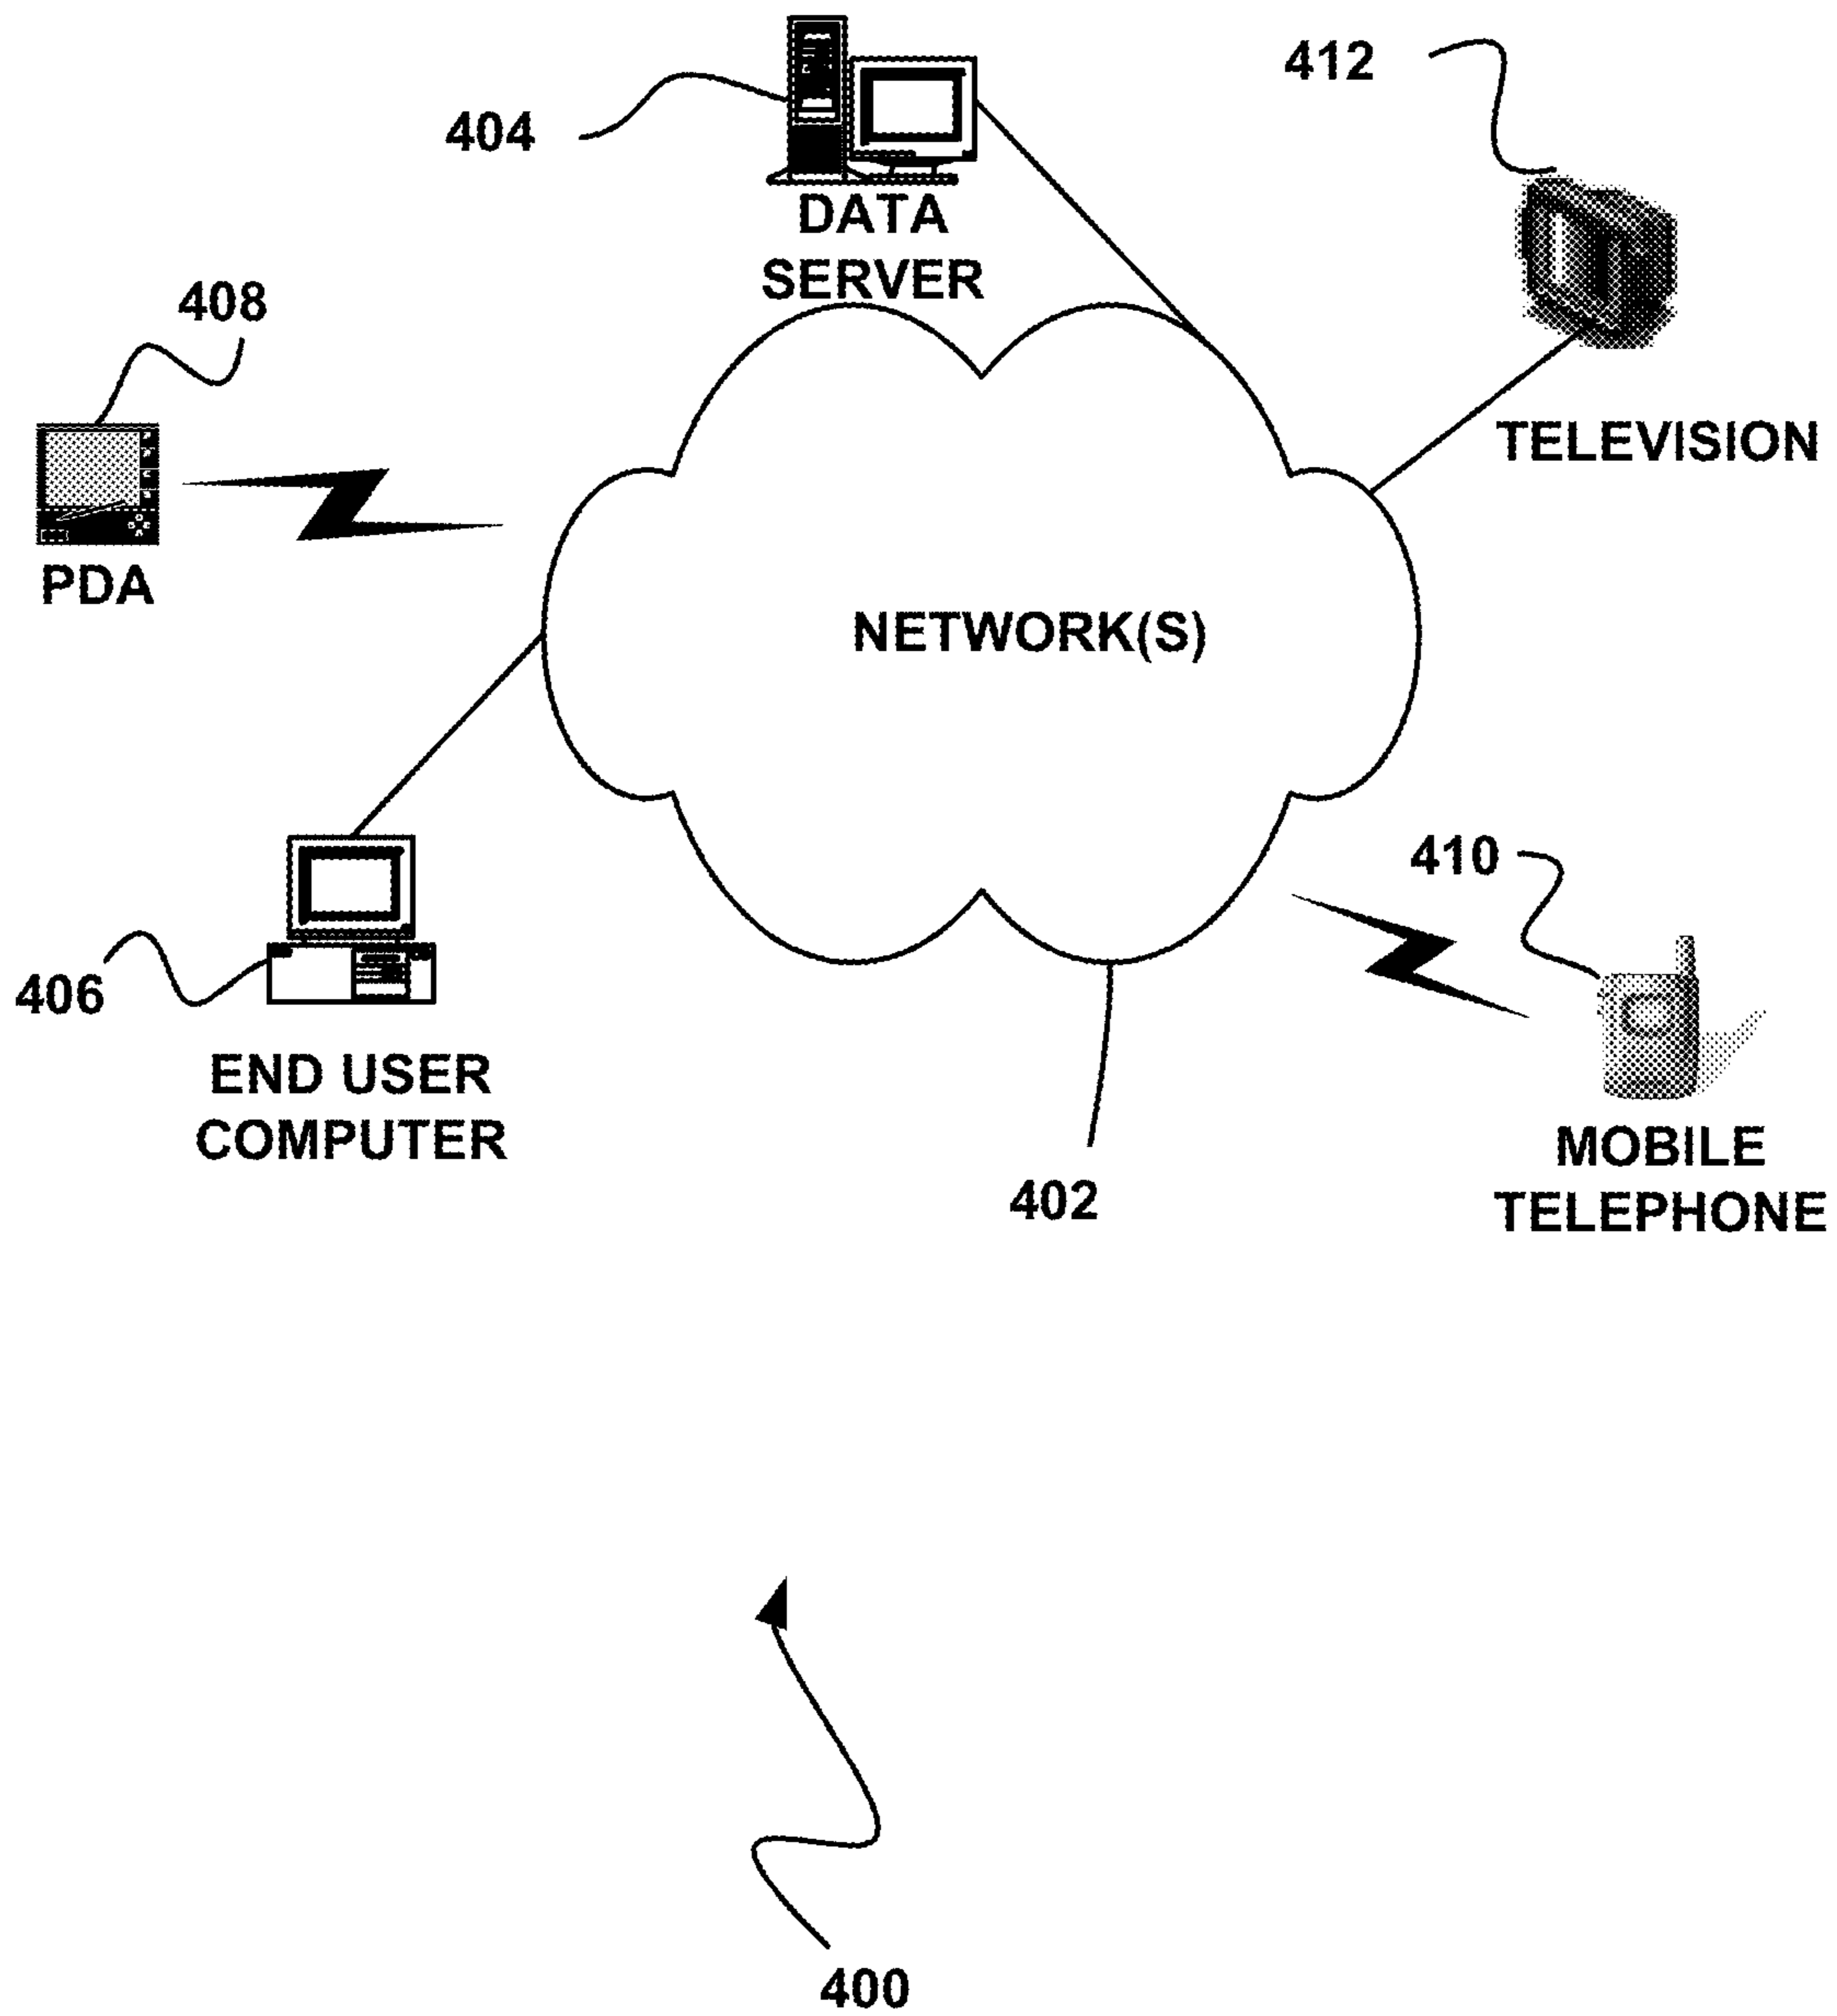 412
404
DATA
SERVER
408
TELEVISION
PDA
NETWORK(S)
410
406
END USER
COMPUTER
MOBILE
TELEPHONE
402
400